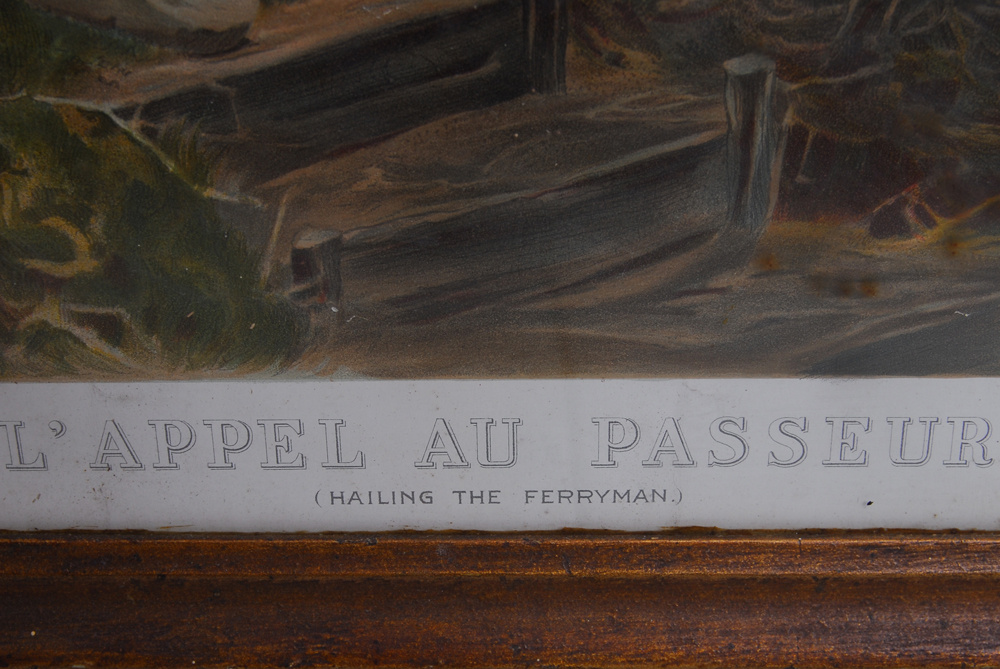 L'APPEL AU PASSEUR
(HAILING THE FERRYMAN.)